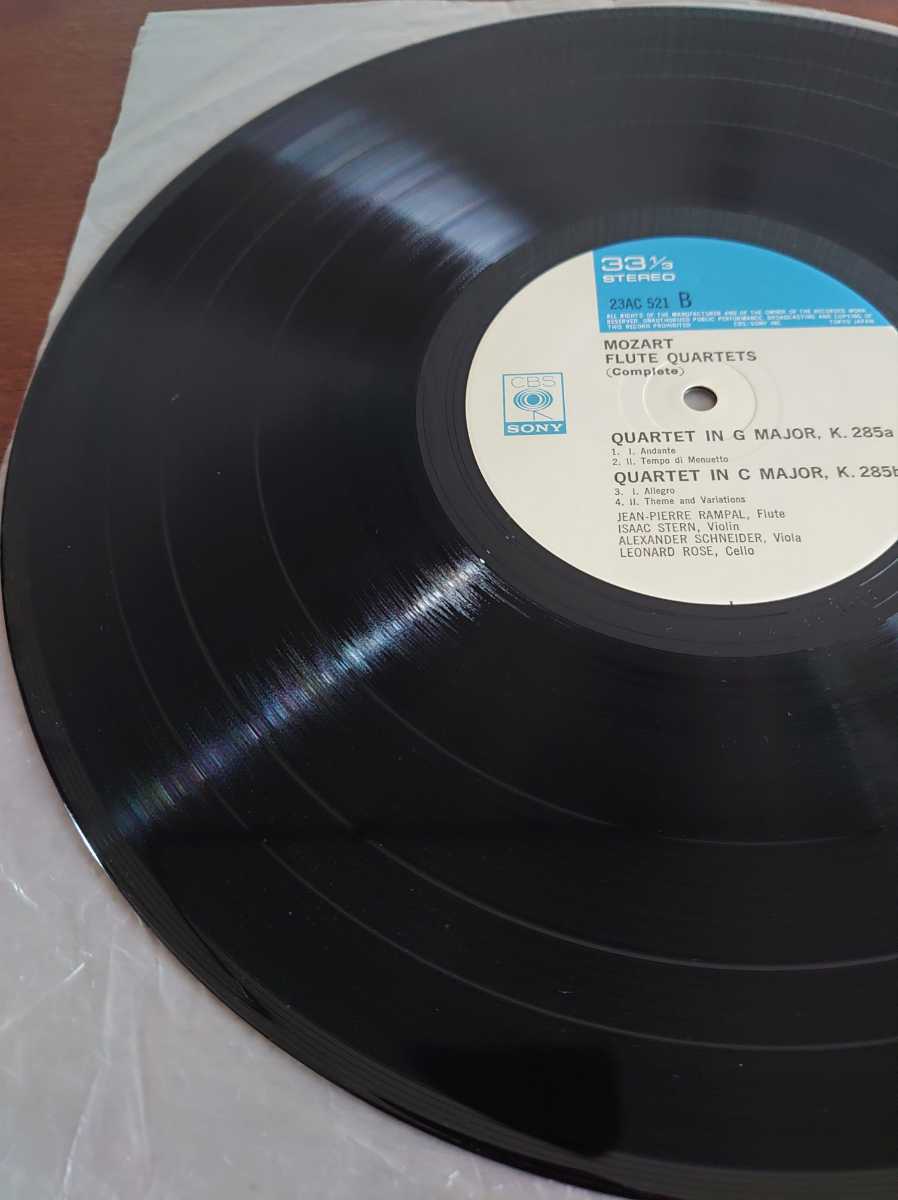 33 1/3
STEREO
23AC 521 B
ALL RIGHTS OF THE MANUFACTURER AND OF THE OWNER OF THE RECORDED WORK
RESERVED. UNAUTHORISED PUBLIC PERFORMANCE BROADCASTING AND COPYING OF
THIS RECORD PROHIBITED CBS/SONY INC. TOKYO JAPAN
MOZART
FLUTE QUARTETS
(Complete)
CBS
SONY
QUARTET IN G MAJOR, K. 285a
1. I. Andante
2. II. Tempo di Menuetto
QUARTET IN C MAJOR, K. 285b
3. I. Allegro
4. II. Theme and Variations
JEAN-PIERRE RAMPAL, Flute
ISAAC STERN, Violin
ALEXANDER SCHNEIDER, Viola
LEONARD ROSE, Cello